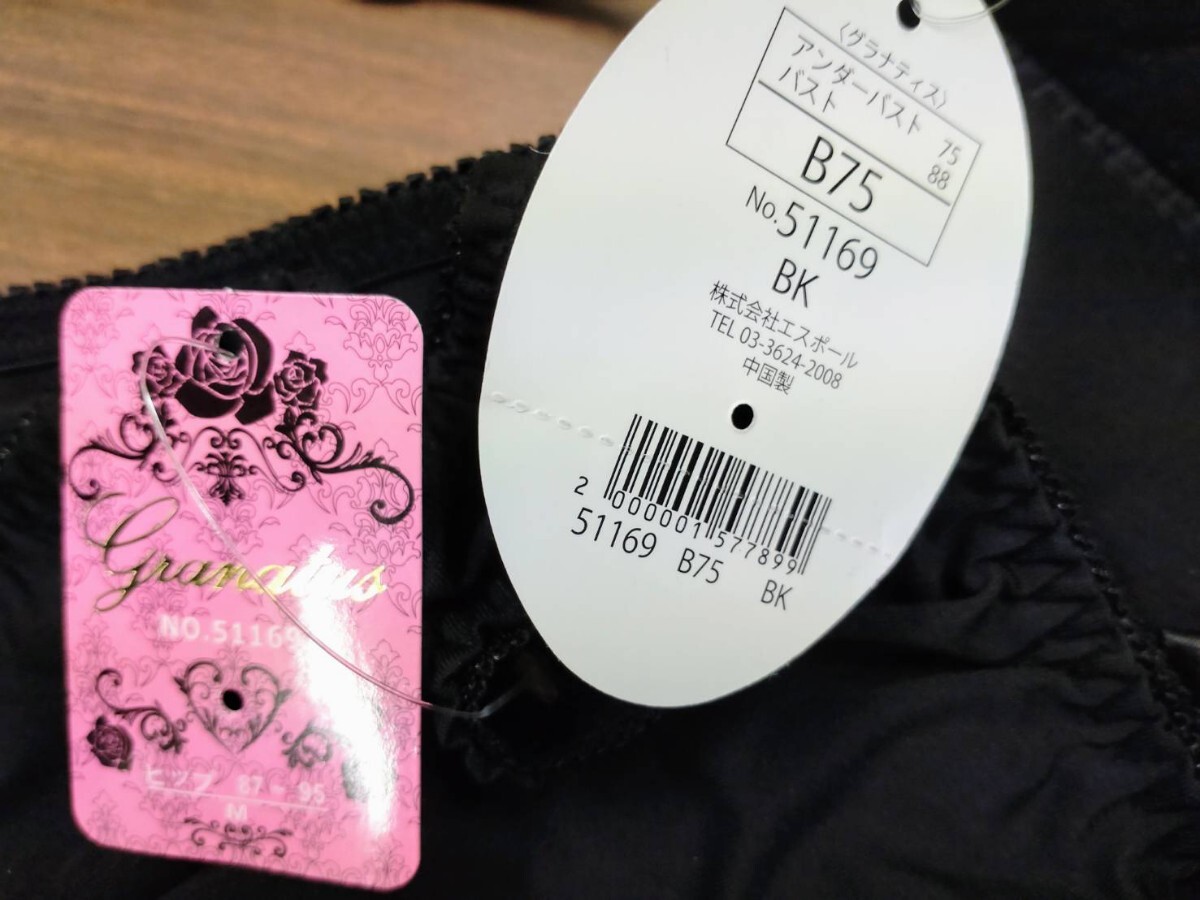 〈グラナティス〉
アンダーバスト 75
バスト 88
B75
No.51169
BK
株式会社エスポール
TEL 03-3624-2008
中国製
2 000001 577899
51169 B75 BK
Granatus
NO.51169
ヒップ 87 - 95
M